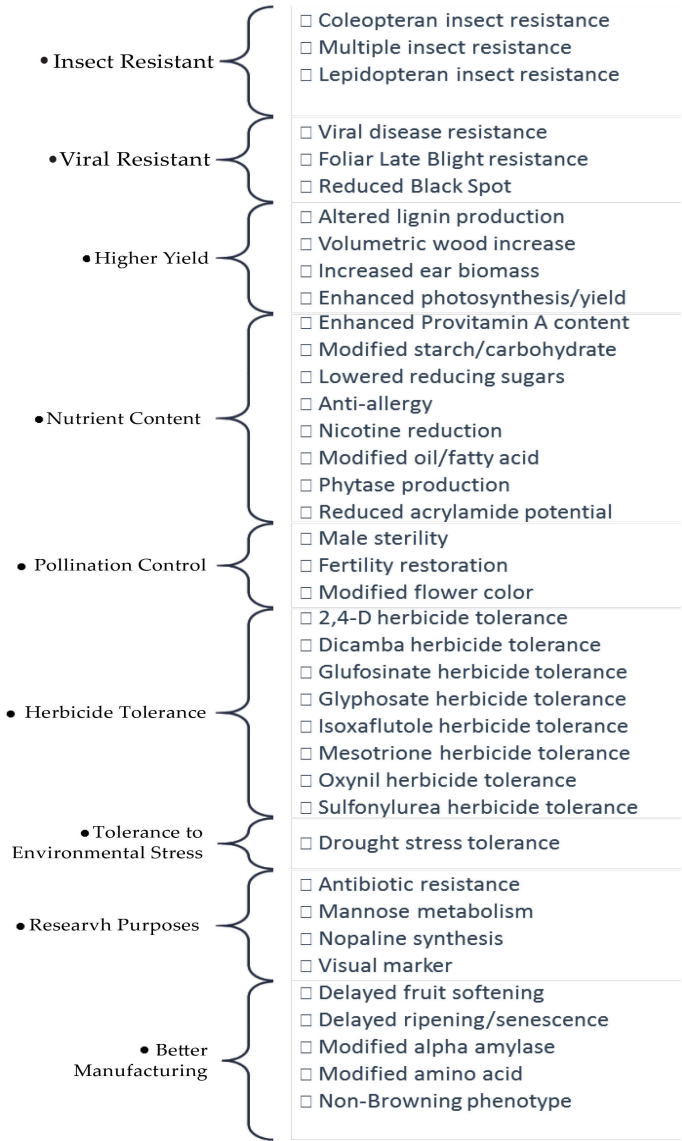 • Insect Resistant
□ Coleopteran insect resistance
□ Multiple insect resistance
□ Lepidopteran insect resistance
• Viral Resistant
□ Viral disease resistance
□ Foliar Late Blight resistance
□ Reduced Black Spot
• Higher Yield
□ Altered lignin production
□ Volumetric wood increase
□ Increased ear biomass
□ Enhanced photosynthesis/yield
• Nutrient Content
□ Enhanced Provitamin A content
□ Modified starch/carbohydrate
□ Lowered reducing sugars
□ Anti-allergy
□ Nicotine reduction
□ Modified oil/fatty acid
□ Phytase production
□ Reduced acrylamide potential
• Pollination Control
□ Male sterility
□ Fertility restoration
□ Modified flower color
• Herbicide Tolerance
□ 2,4-D herbicide tolerance
□ Dicamba herbicide tolerance
□ Glufosinate herbicide tolerance
□ Glyphosate herbicide tolerance
□ Isoxaflutole herbicide tolerance
□ Mesotrione herbicide tolerance
□ Oxynil herbicide tolerance
□ Sulfonylurea herbicide tolerance
• Tolerance to
Environmental Stress
□ Drought stress tolerance
• Researvh Purposes
□ Antibiotic resistance
□ Mannose metabolism
□ Nopaline synthesis
□ Visual marker
• Better
Manufacturing
□ Delayed fruit softening
□ Delayed ripening/senescence
□ Modified alpha amylase
□ Modified amino acid
□ Non-Browning phenotype